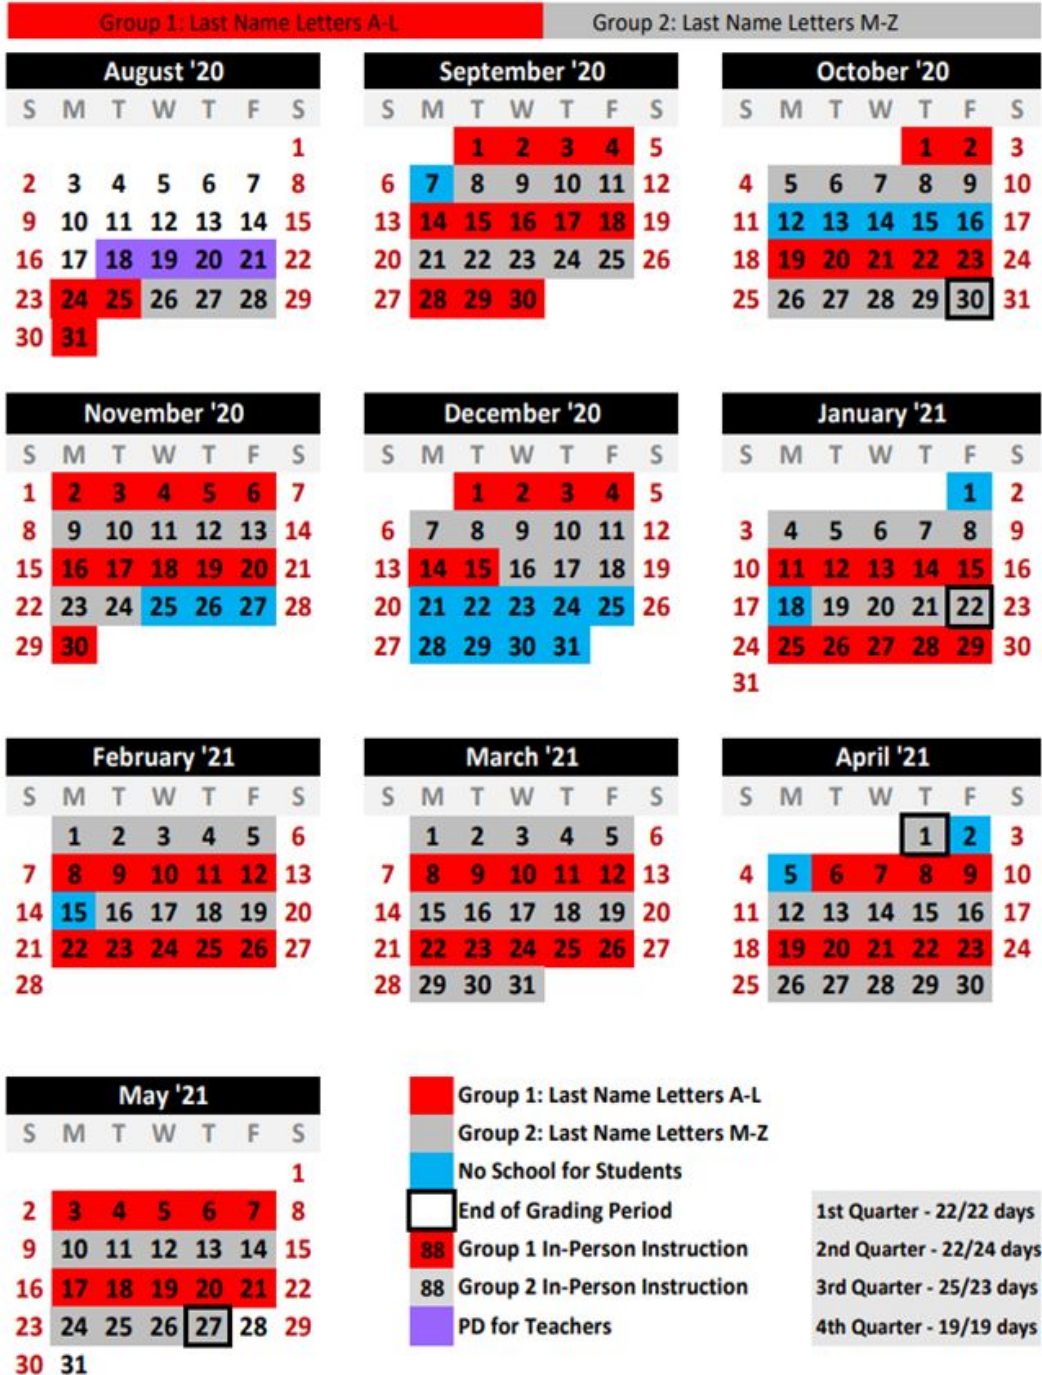 Group 1: Last Name Letters A-L Group 2: Last Name Letters M-Z
August '20 September '20 October '20
S M T W T F S S M T W T F S S M T W T F S
1 1 2 3 4 5 1 2 3
2 3 4 5 6 7 8 6 7 8 9 10 11 12 4 5 6 7 8 9 10
9 10 11 12 13 14 15 13 14 15 16 17 18 19 11 12 13 14 15 16 17
16 17 18 19 20 21 22 20 21 22 23 24 25 26 18 19 20 21 22 23 24
23 24 25 26 27 28 29 27 28 29 30 25 26 27 28 29 30 31
30 31
November '20 December '20 January '21
S M T W T F S S M T W T F S S M T W T F S
1 2 3 4 5 6 7 1 2 3 4 5 1 2
8 9 10 11 12 13 14 6 7 8 9 10 11 12 3 4 5 6 7 8 9
15 16 17 18 19 20 21 13 14 15 16 17 18 19 10 11 12 13 14 15 16
22 23 24 25 26 27 28 20 21 22 23 24 25 26 17 18 19 20 21 22 23
29 30 27 28 29 30 31 24 25 26 27 28 29 30
31
February '21 March '21 April '21
S M T W T F S S M T W T F S S M T W T F S
1 2 3 4 5 6 1 2 3 4 5 6 1 2 3
7 8 9 10 11 12 13 7 8 9 10 11 12 13 4 5 6 7 8 9 10
14 15 16 17 18 19 20 14 15 16 17 18 19 20 11 12 13 14 15 16 17
21 22 23 24 25 26 27 21 22 23 24 25 26 27 18 19 20 21 22 23 24
28 28 29 30 31 25 26 27 28 29 30
May '21 Group 1: Last Name Letters A-L
S M T W T F S Group 2: Last Name Letters M-Z
1 No School for Students
2 3 4 5 6 7 8 End of Grading Period 1st Quarter - 22/22 days
9 10 11 12 13 14 15 88 Group 1 In-Person Instruction 2nd Quarter - 22/24 days
16 17 18 19 20 21 22 88 Group 2 In-Person Instruction 3rd Quarter - 25/23 days
23 24 25 26 27 28 29 PD for Teachers 4th Quarter - 19/19 days
30 31